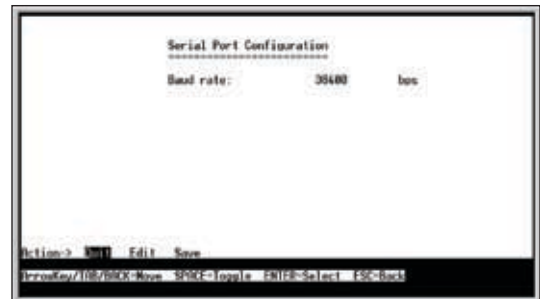 Serial Port Configuration
=========================
Baud rate: 38400 bps
Action-> Quit Edit Save
ArrowKey/TAB/BACK-Move SPACE-Toggle ENTER-Select ESC-Back